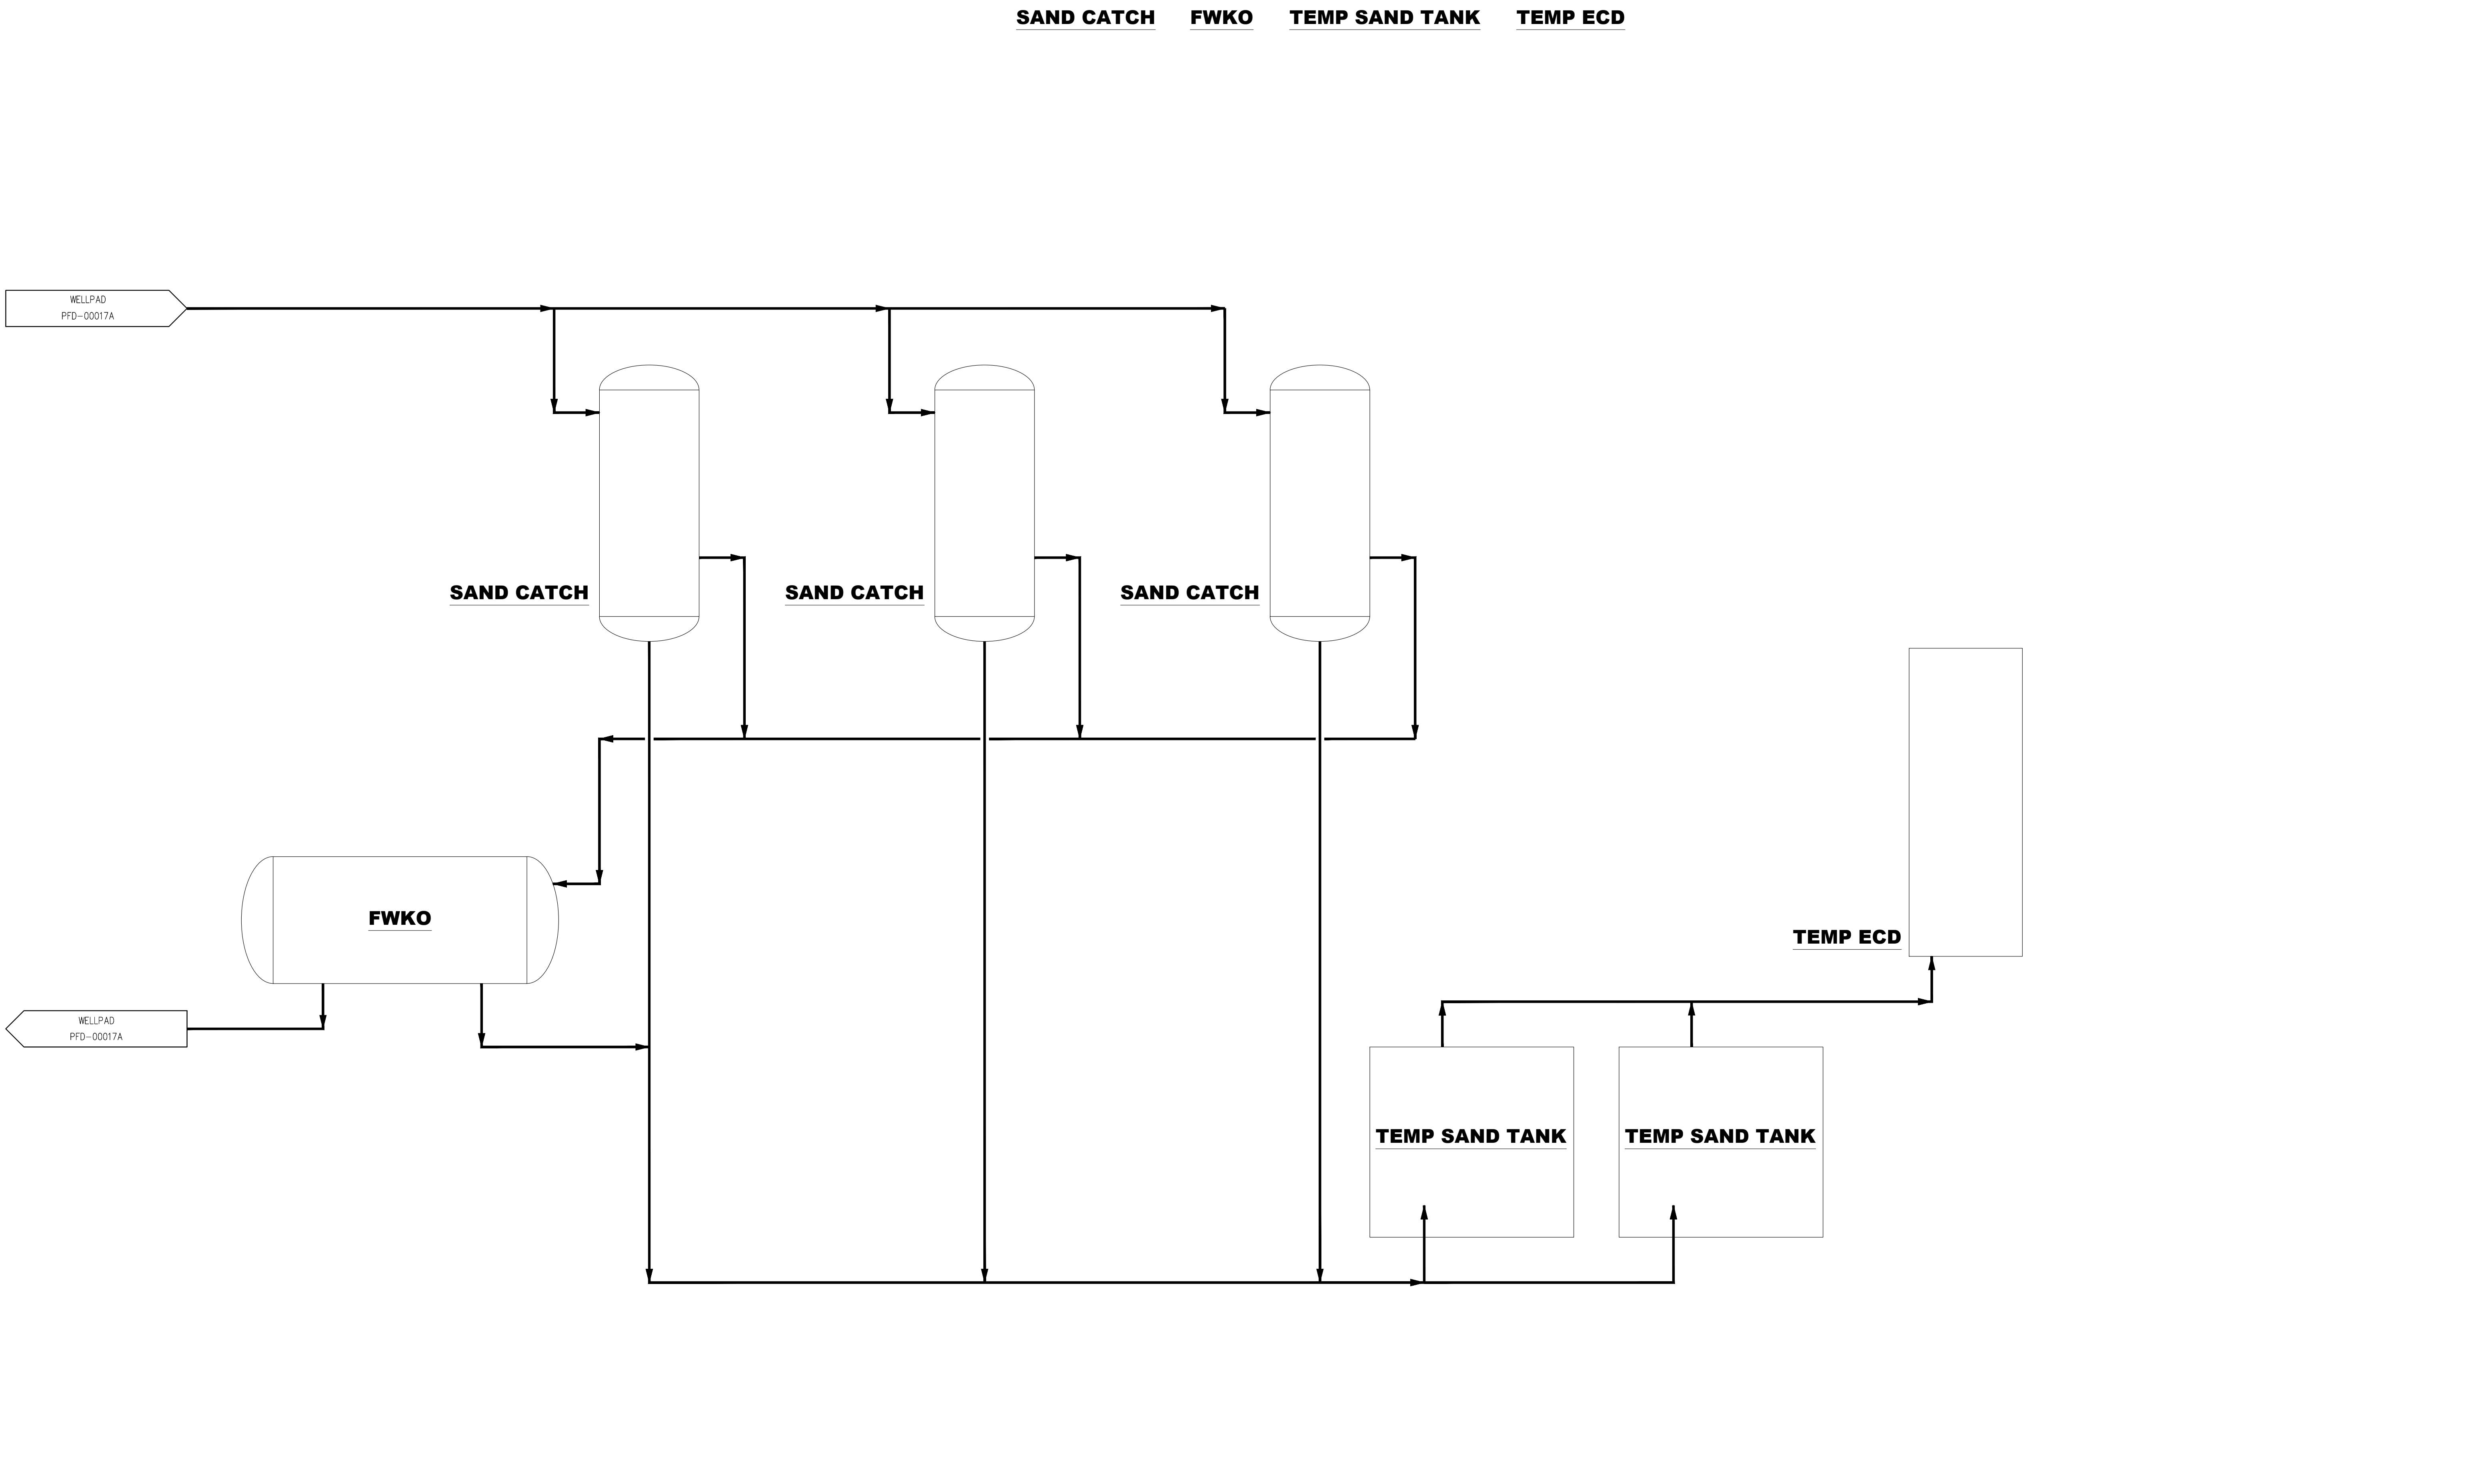 SAND CATCH FWKO TEMP SAND TANK TEMP ECD
WELLPAD
PFD-00017A
SAND CATCH SAND CATCH SAND CATCH
FWKO
TEMP ECD
WELLPAD
PFD-00017A
TEMP SAND TANK TEMP SAND TANK